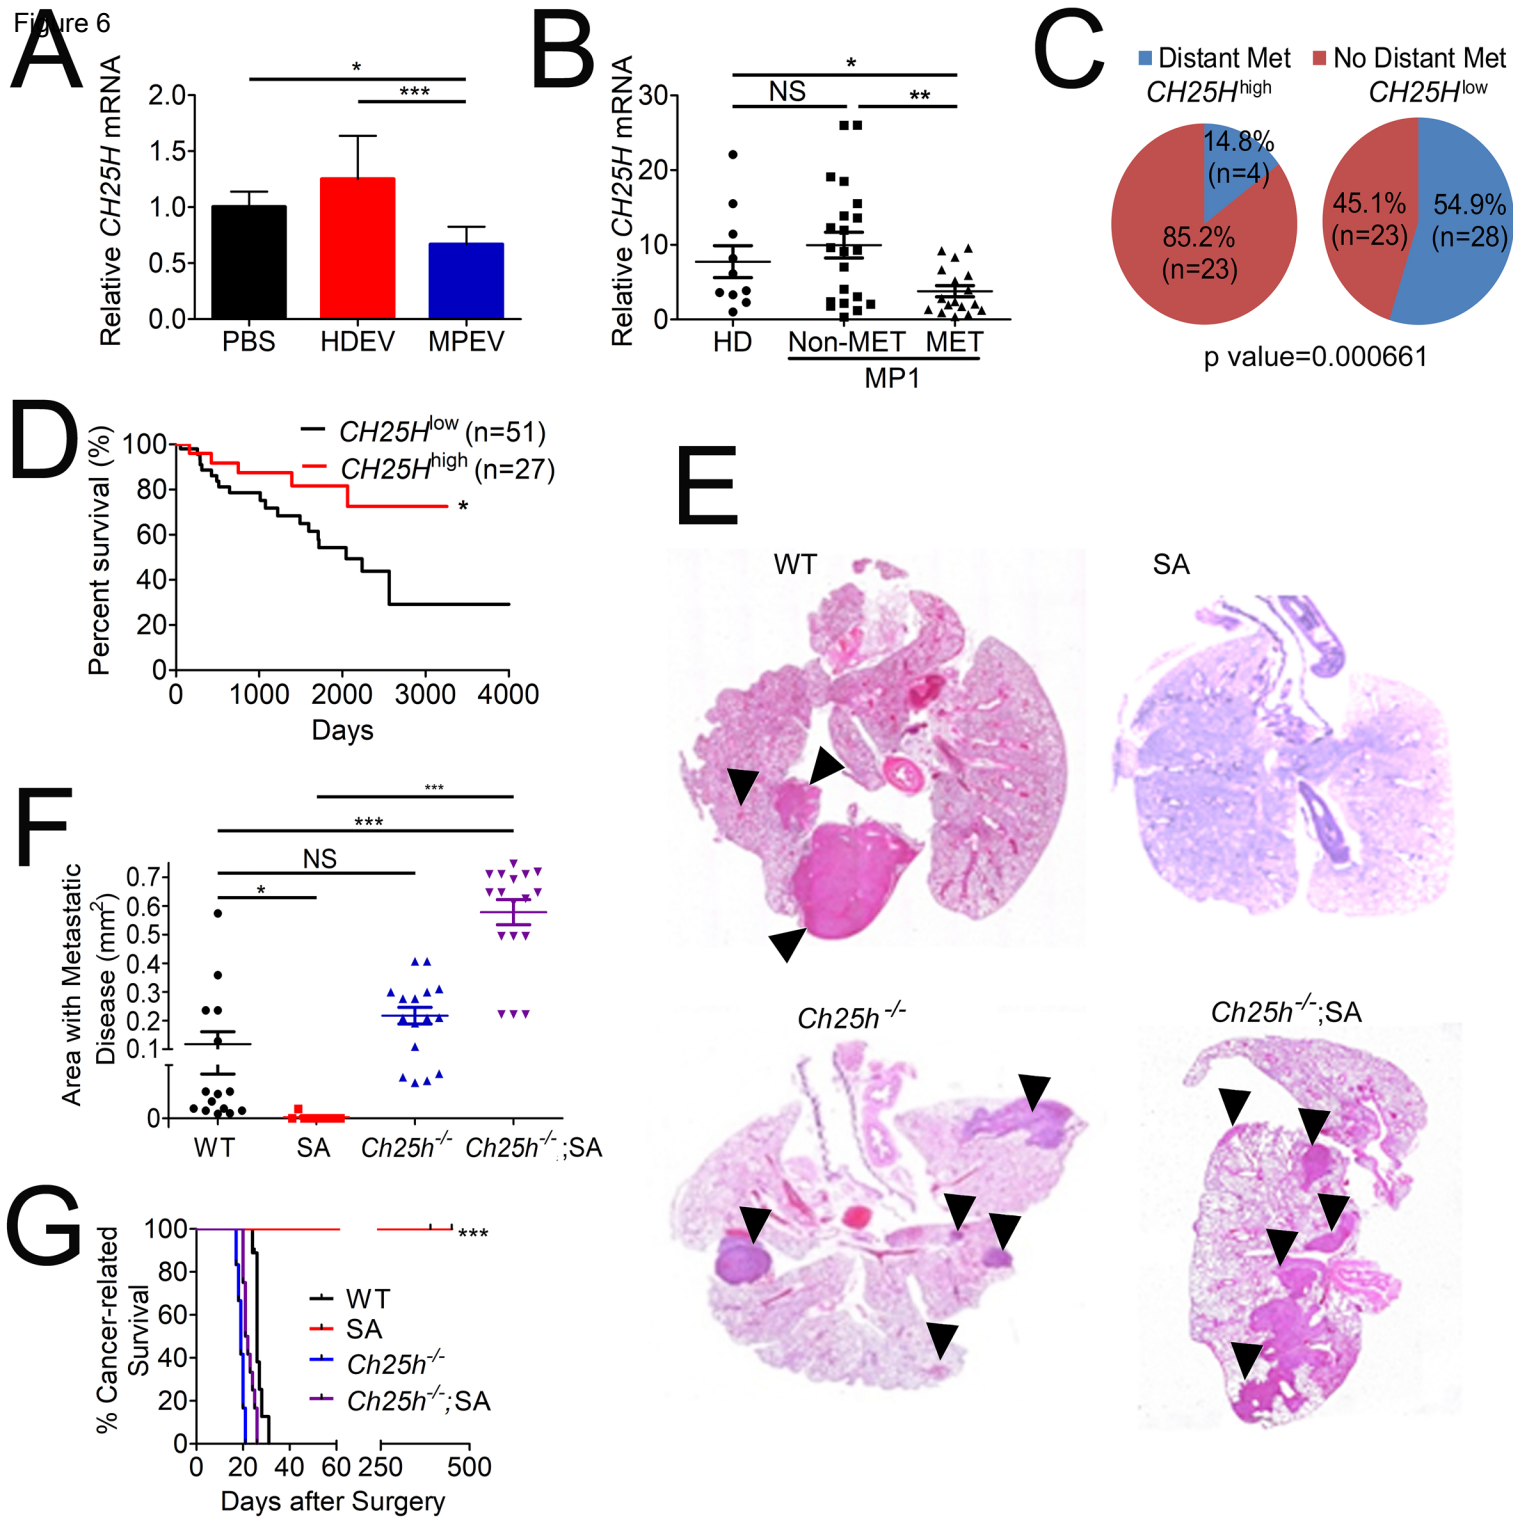 Figure 6
A
Relative CH25H mRNA
2.0
1.5
1.0
0.5
0.0
*
***
PBS HDEV MPEV
B
Relative CH25H mRNA
30
20
10
0
*
NS **
HD Non-MET MET
MP1
C
Distant Met No Distant Met
CH25Hhigh CH25Hlow
14.8%
(n=4)
85.2%
(n=23)
45.1%
(n=23)
54.9%
(n=28)
p value=0.000661
D
Percent survival (%)
100
80
60
40
20
0
CH25Hlow (n=51)
CH25Hhigh (n=27)
*
0 1000 2000 3000 4000
Days
E
WT SA
Ch25h-/- Ch25h-/-;SA
F
Area with Metastatic
Disease (mm2)
0.7
0.6
0.5
0.4
0.3
0.2
0.1
0
***
***
NS
*
WT SA Ch25h-/- Ch25h-/-;SA
G
% Cancer-related
Survival
100
80
60
40
20
0
***
WT
SA
Ch25h-/-
Ch25h-/-;SA
0 20 40 60 250 500
Days after Surgery